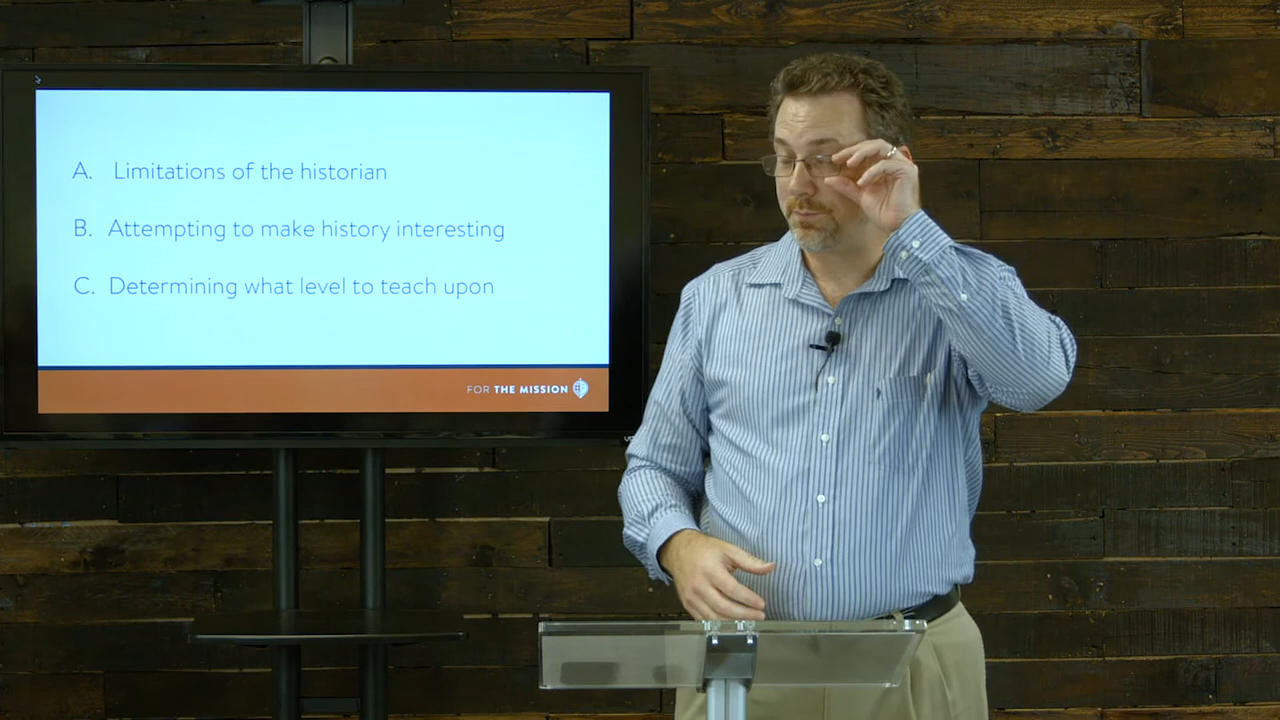 A. Limitations of the historian
B. Attempting to make history interesting
C. Determining what level to teach upon
FOR THE MISSION